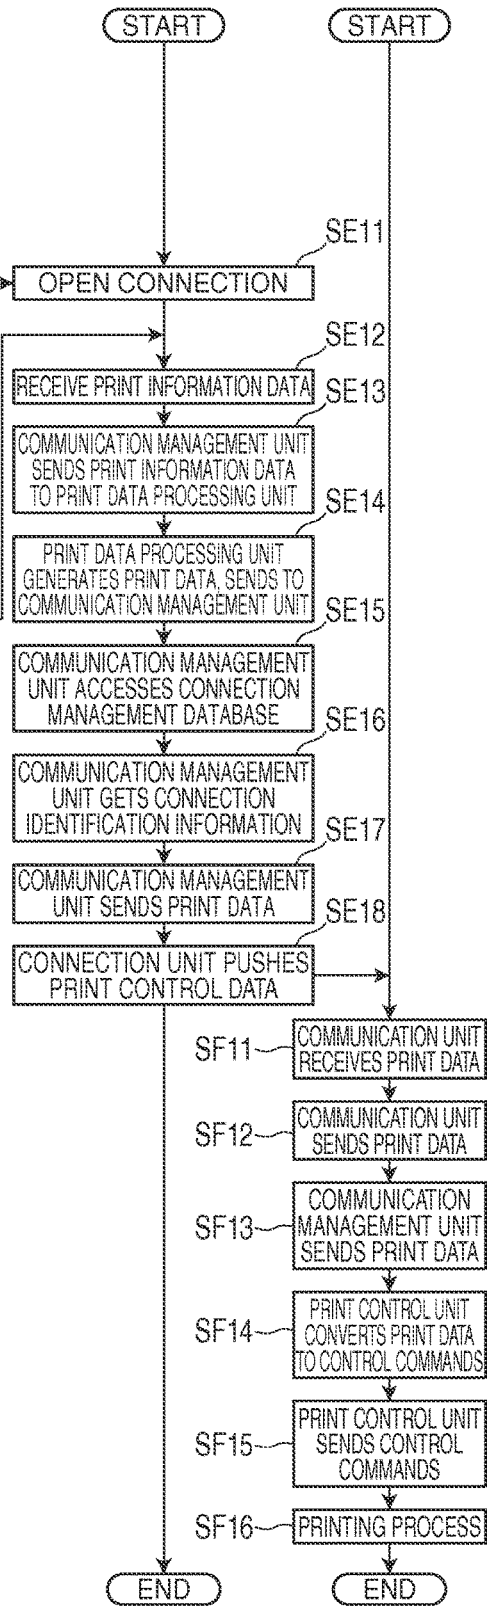 START
START
SE11
OPEN CONNECTION
SE12
RECEIVE PRINT INFORMATION DATA
SE13
COMMUNICATION MANAGEMENT UNIT
SENDS PRINT INFORMATION DATA
TO PRINT DATA PROCESSING UNIT
SE14
PRINT DATA PROCESSING UNIT
GENERATES PRINT DATA, SENDS TO
COMMUNICATION MANAGEMENT UNIT
SE15
COMMUNICATION MANAGEMENT
UNIT ACCESSES CONNECTION
MANAGEMENT DATABASE
SE16
COMMUNICATION MANAGEMENT
UNIT GETS CONNECTION
IDENTIFICATION INFORMATION
SE17
COMMUNICATION MANAGEMENT
UNIT SENDS PRINT DATA
SE18
CONNECTION UNIT PUSHES
PRINT CONTROL DATA
SF11
COMMUNICATION UNIT
RECEIVES PRINT DATA
SF12
COMMUNICATION UNIT
SENDS PRINT DATA
SF13
COMMUNICATION
MANAGEMENT UNIT
SENDS PRINT DATA
SF14
PRINT CONTROL UNIT
CONVERTS PRINT DATA
TO CONTROL COMMANDS
SF15
PRINT CONTROL UNIT
SENDS CONTROL
COMMANDS
SF16
PRINTING PROCESS
END
END